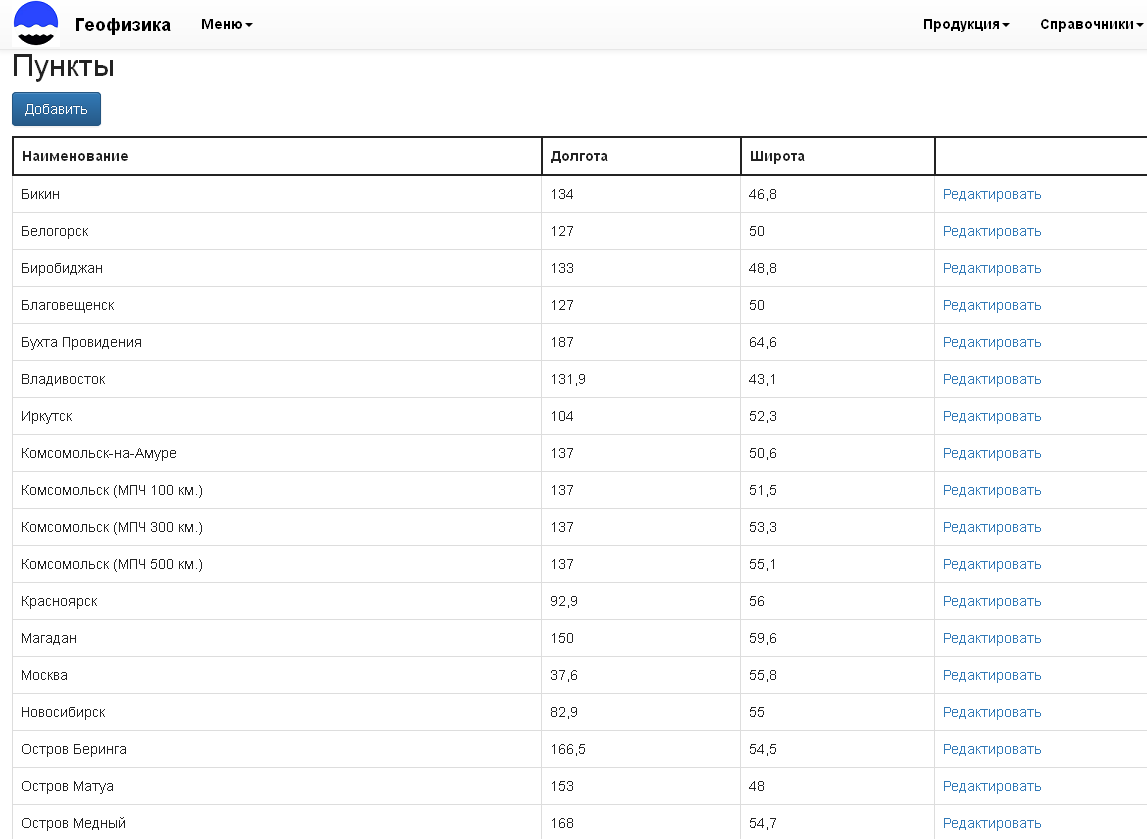 Геофизика Меню Продукция Справочники
Пункты
Добавить
Наименование Долгота Широта
Бикин 134 46,8 Редактировать
Белогорск 127 50 Редактировать
Биробиджан 133 48,8 Редактировать
Благовещенск 127 50 Редактировать
Бухта Провидения 187 64,6 Редактировать
Владивосток 131,9 43,1 Редактировать
Иркутск 104 52,3 Редактировать
Комсомольск-на-Амуре 137 50,6 Редактировать
Комсомольск (МПЧ 100 км.) 137 51,5 Редактировать
Комсомольск (МПЧ 300 км.) 137 53,3 Редактировать
Комсомольск (МПЧ 500 км.) 137 55,1 Редактировать
Красноярск 92,9 56 Редактировать
Магадан 150 59,6 Редактировать
Москва 37,6 55,8 Редактировать
Новосибирск 82,9 55 Редактировать
Остров Беринга 166,5 54,5 Редактировать
Остров Матуа 153 48 Редактировать
Остров Медный 168 54,7 Редактировать